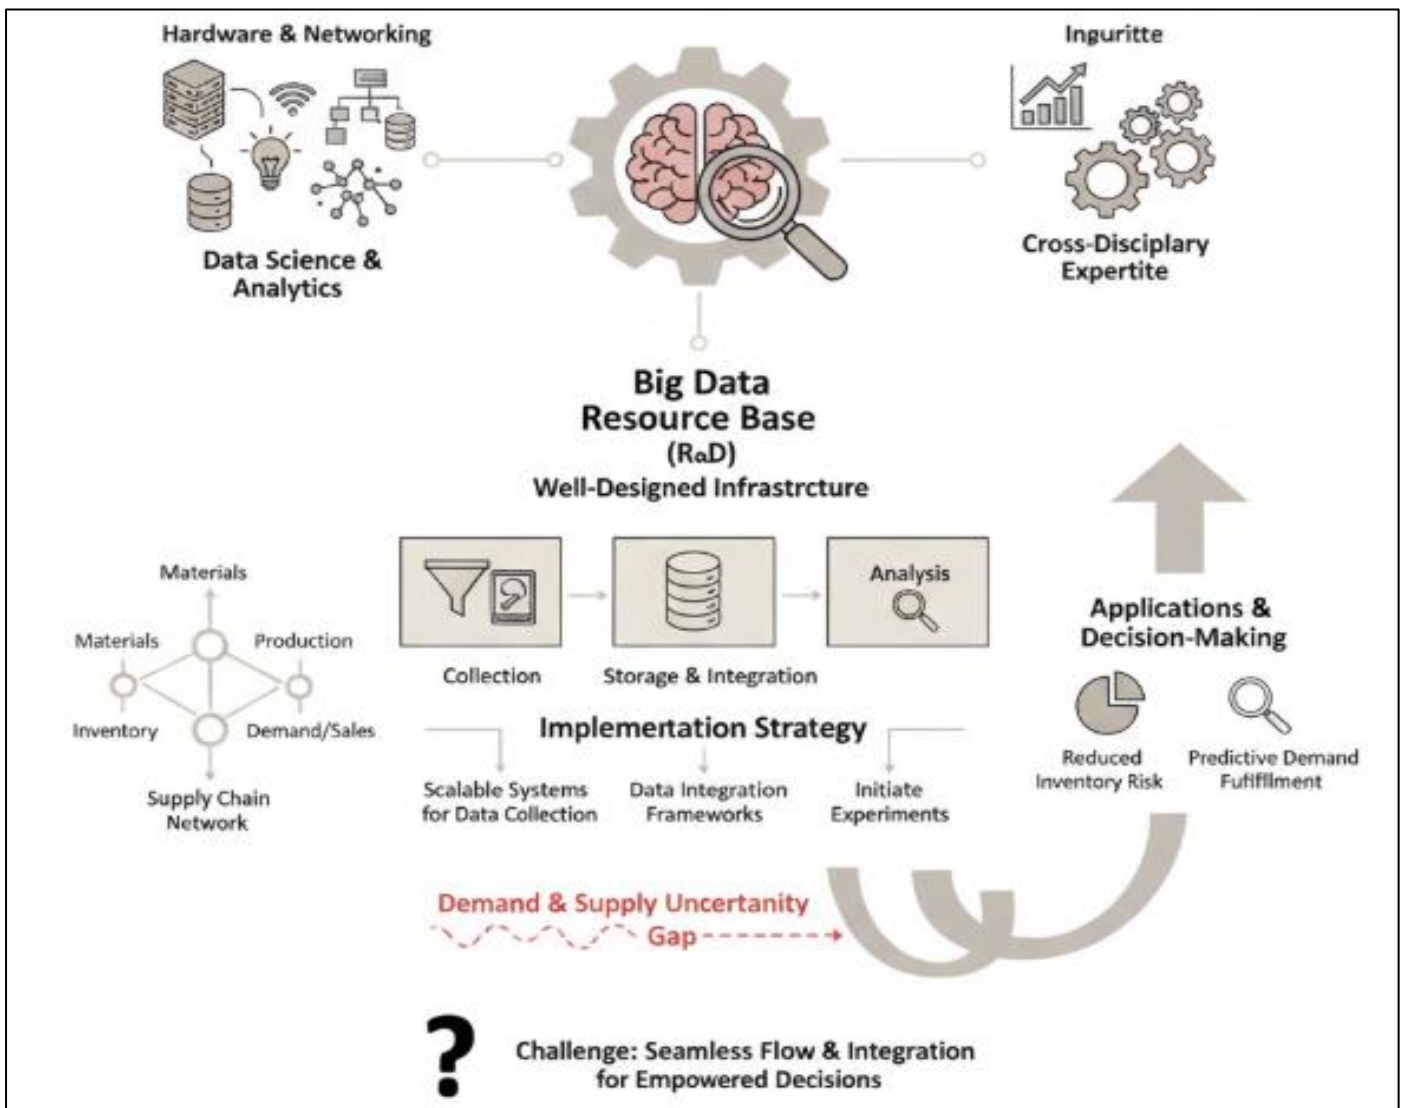 Hardware & Networking
Data Science &
Analytics
Inguritte
Cross-Disciplary
Expertite
Big Data
Resource Base
(RaD)
Well-Designed Infrastrcture
Materials
Materials
Production
Inventory
Demand/Sales
Supply Chain
Network
Analysis
Collection
Storage & Integration
Implemertation Strategy
Scalable Systems
for Data Collection
Data Integration
Frameworks
Initiate
Experiments
Applications &
Decision-Making
Reduced
Inventory Risk
Predictive Demand
Fufifllment
Demand & Supply Uncertanity
Gap
?
Challenge: Seamless Flow & Integration
for Empowered Decisions